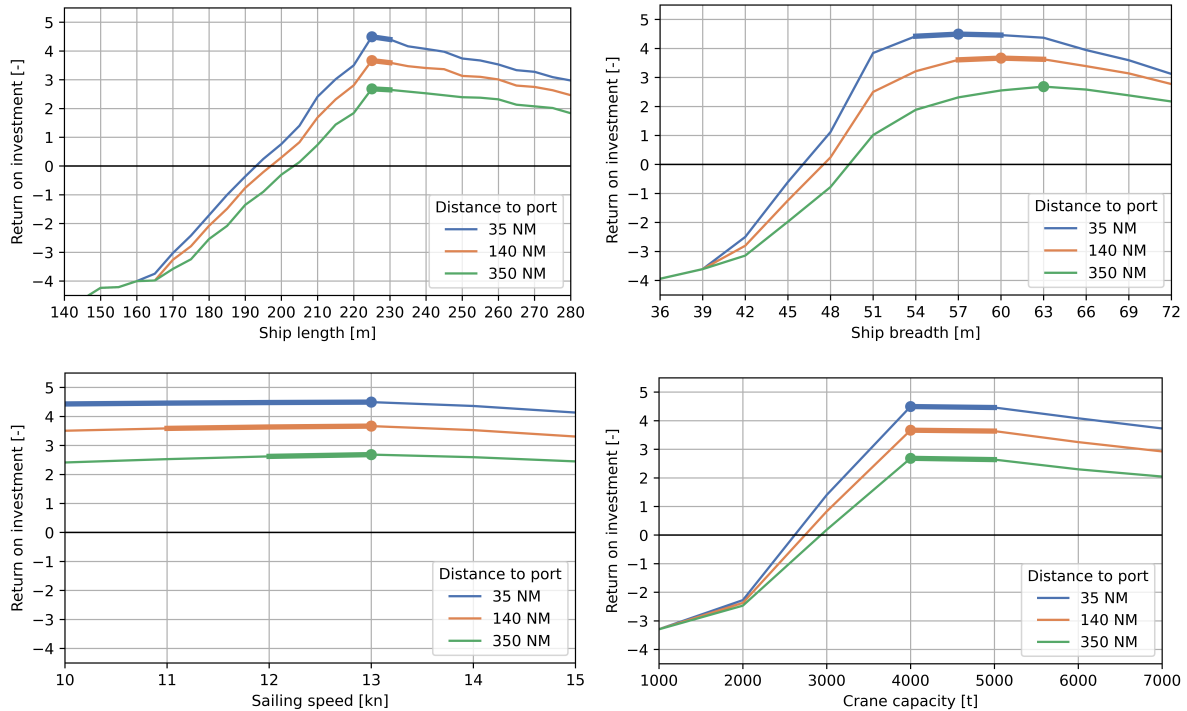 Return on investment [-]
5
4
3
2
1
0
−1
−2
−3
−4
140 150 160 170 180 190 200 210 220 230 240 250 260 270 280
Ship length [m]
Distance to port
35 NM
140 NM
350 NM
Return on investment [-]
5
4
3
2
1
0
−1
−2
−3
−4
36 39 42 45 48 51 54 57 60 63 66 69 72
Ship breadth [m]
Distance to port
35 NM
140 NM
350 NM
Return on investment [-]
5
4
3
2
1
0
−1
−2
−3
−4
10 11 12 13 14 15
Sailing speed [kn]
Distance to port
35 NM
140 NM
350 NM
Return on investment [-]
5
4
3
2
1
0
−1
−2
−3
−4
1000 2000 3000 4000 5000 6000 7000
Crane capacity [t]
Distance to port
35 NM
140 NM
350 NM